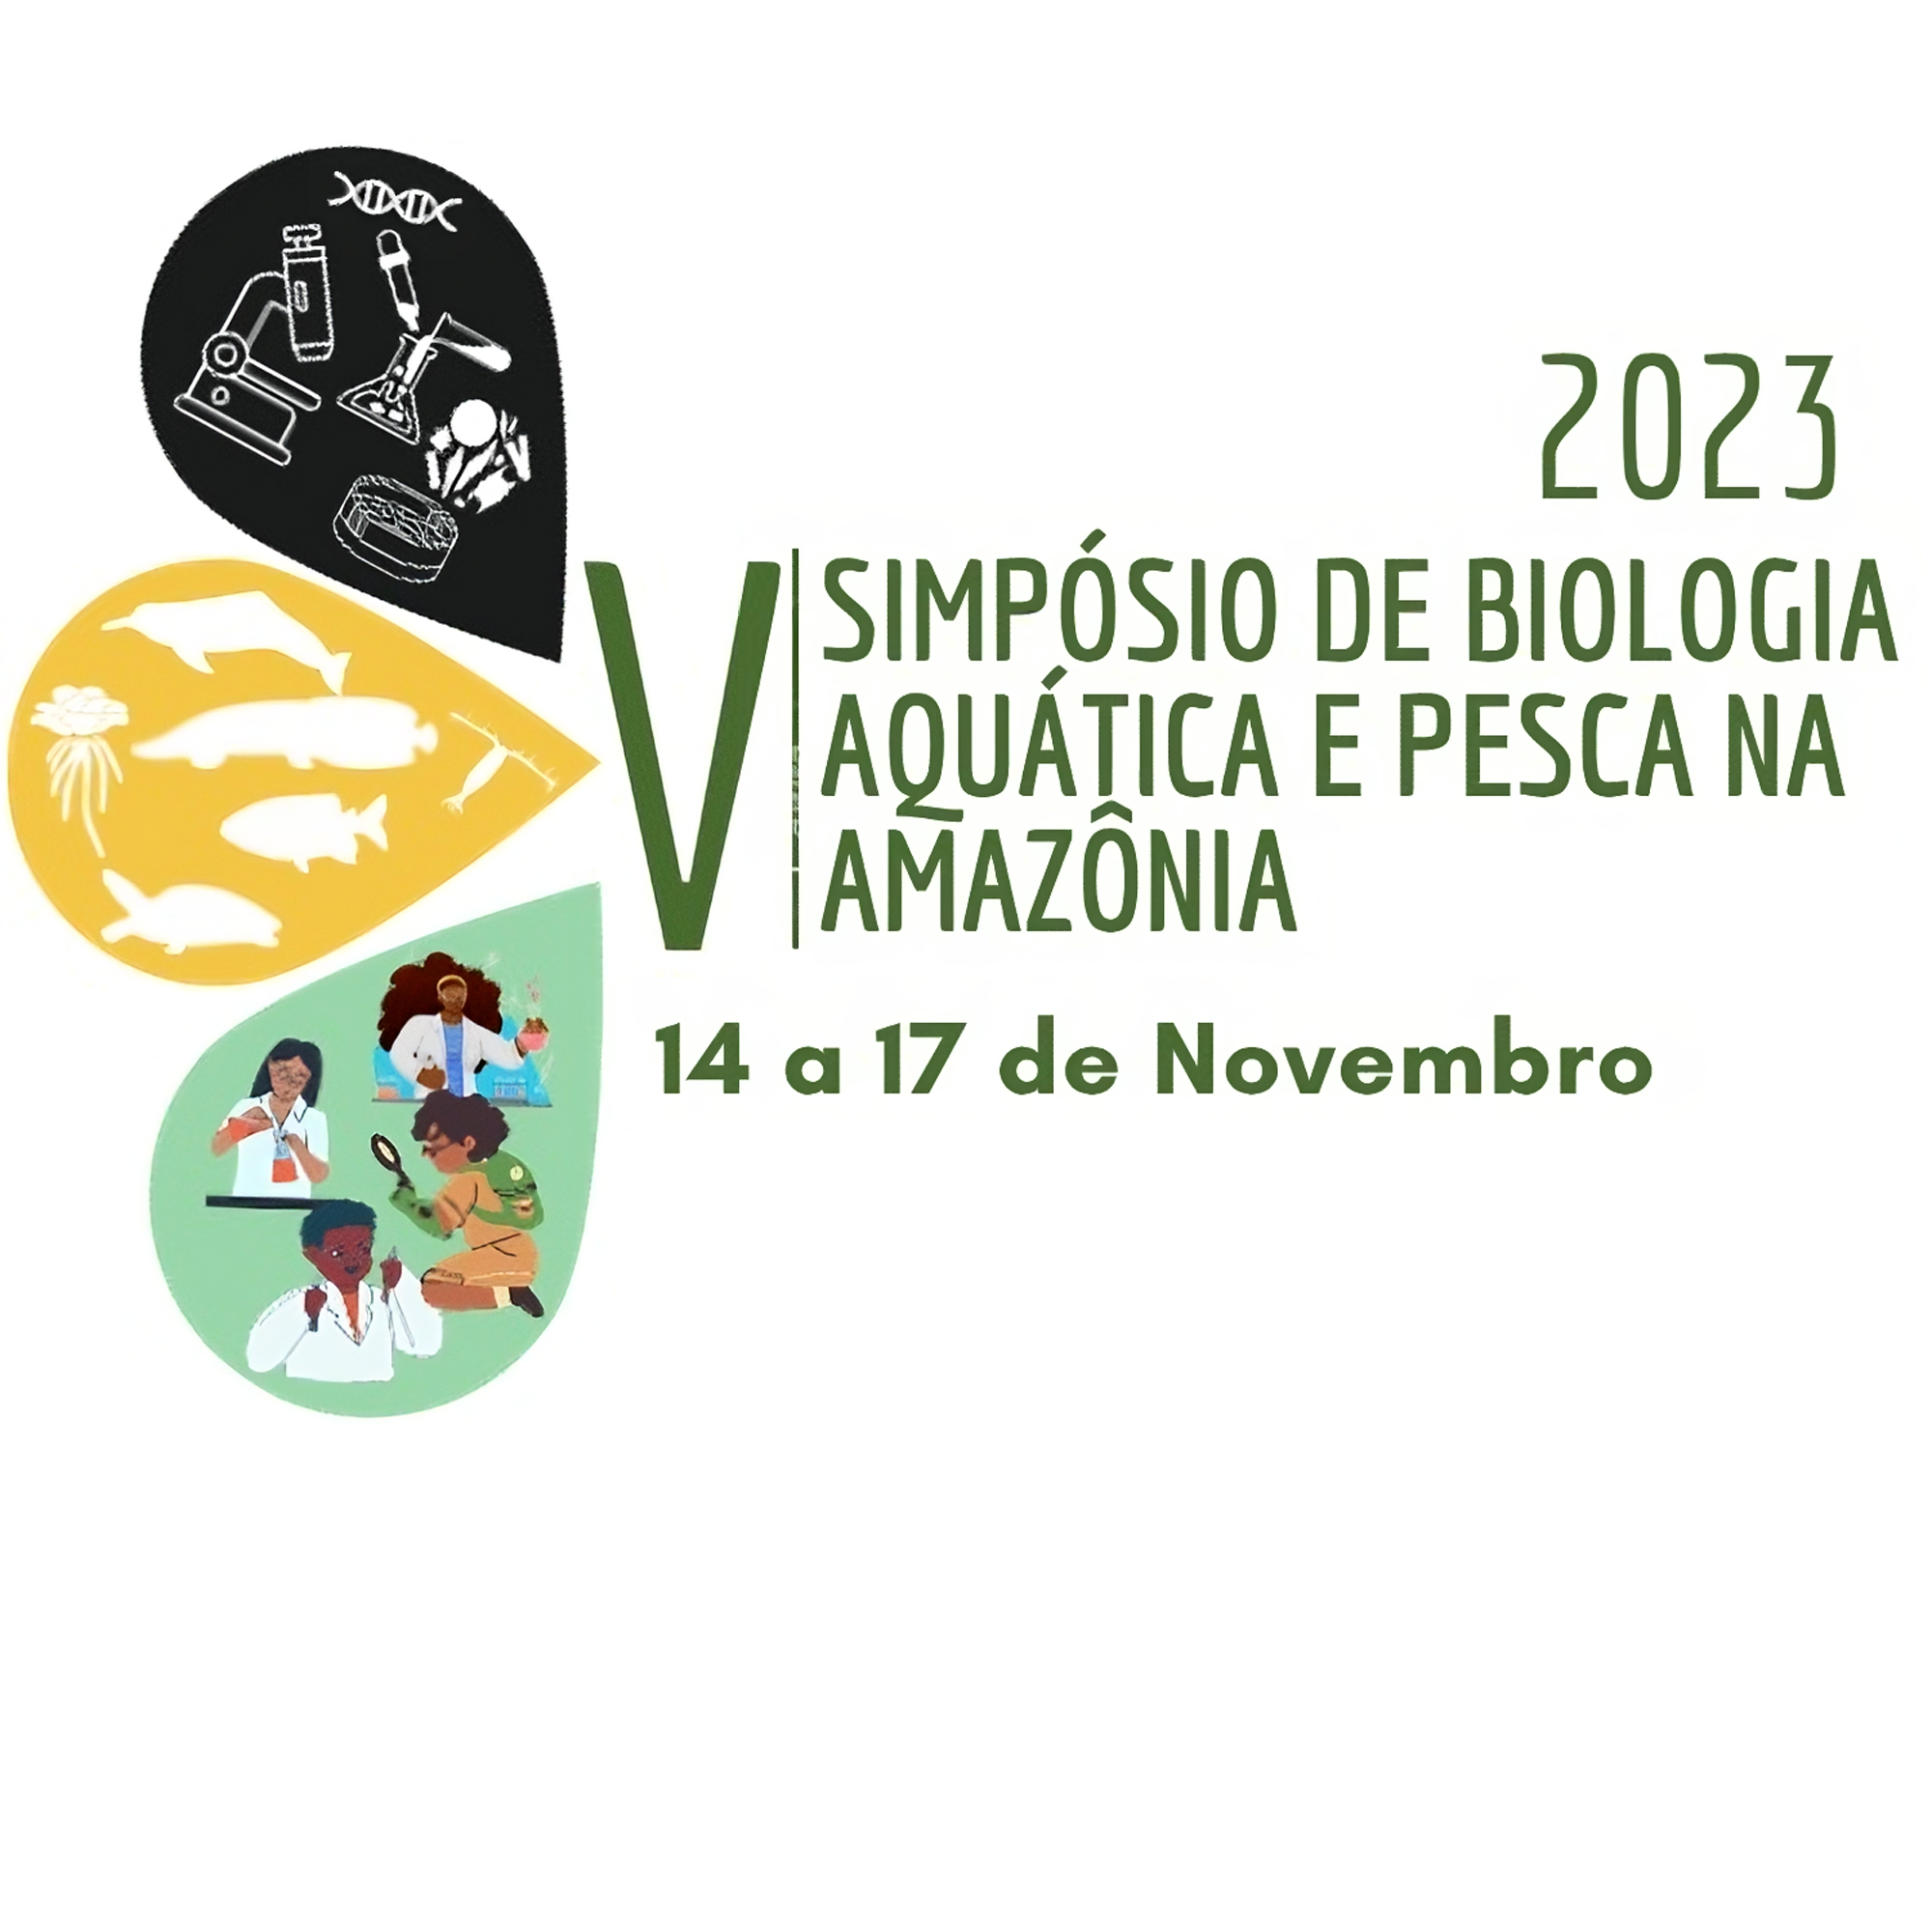 2023
V
SIMPÓSIO DE BIOLOGIA
AQUÁTICA E PESCA NA
AMAZÔNIA
14 a 17 de Novembro